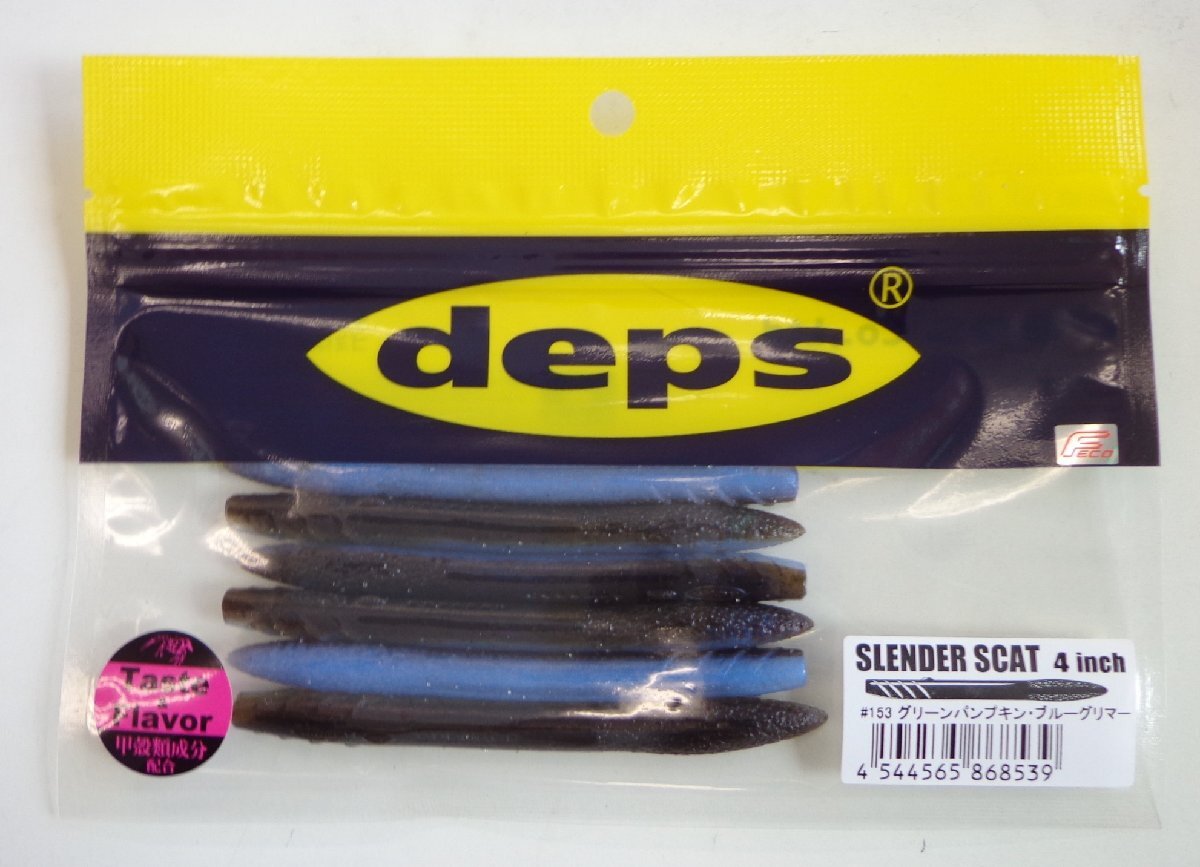 deps®
FECO
Taste
&
Flavor
甲殻類成分
配合
SLENDER SCAT 4 inch
#153 グリーンパンプキン・ブルーグリマー
4 544565 868539